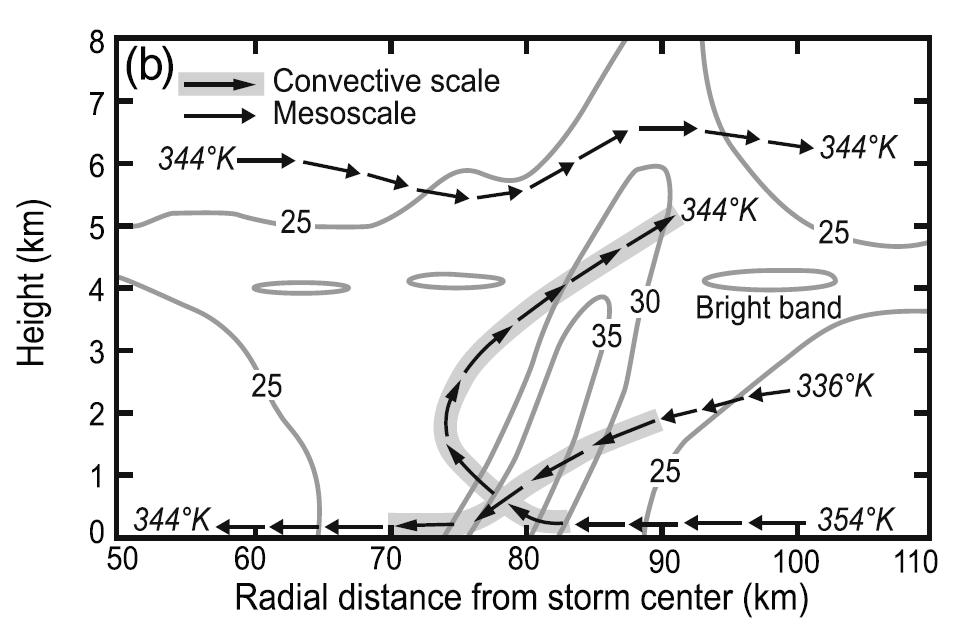 8
(b)
Convective scale
7
Mesoscale
344°K
344°K
6
344°K
25
25
5
4
30
Bright band
35
3
336°K
25
2
25
1
344°K
354°K
0
50 60 70 80 90 100 110
Height (km)
Radial distance from storm center (km)